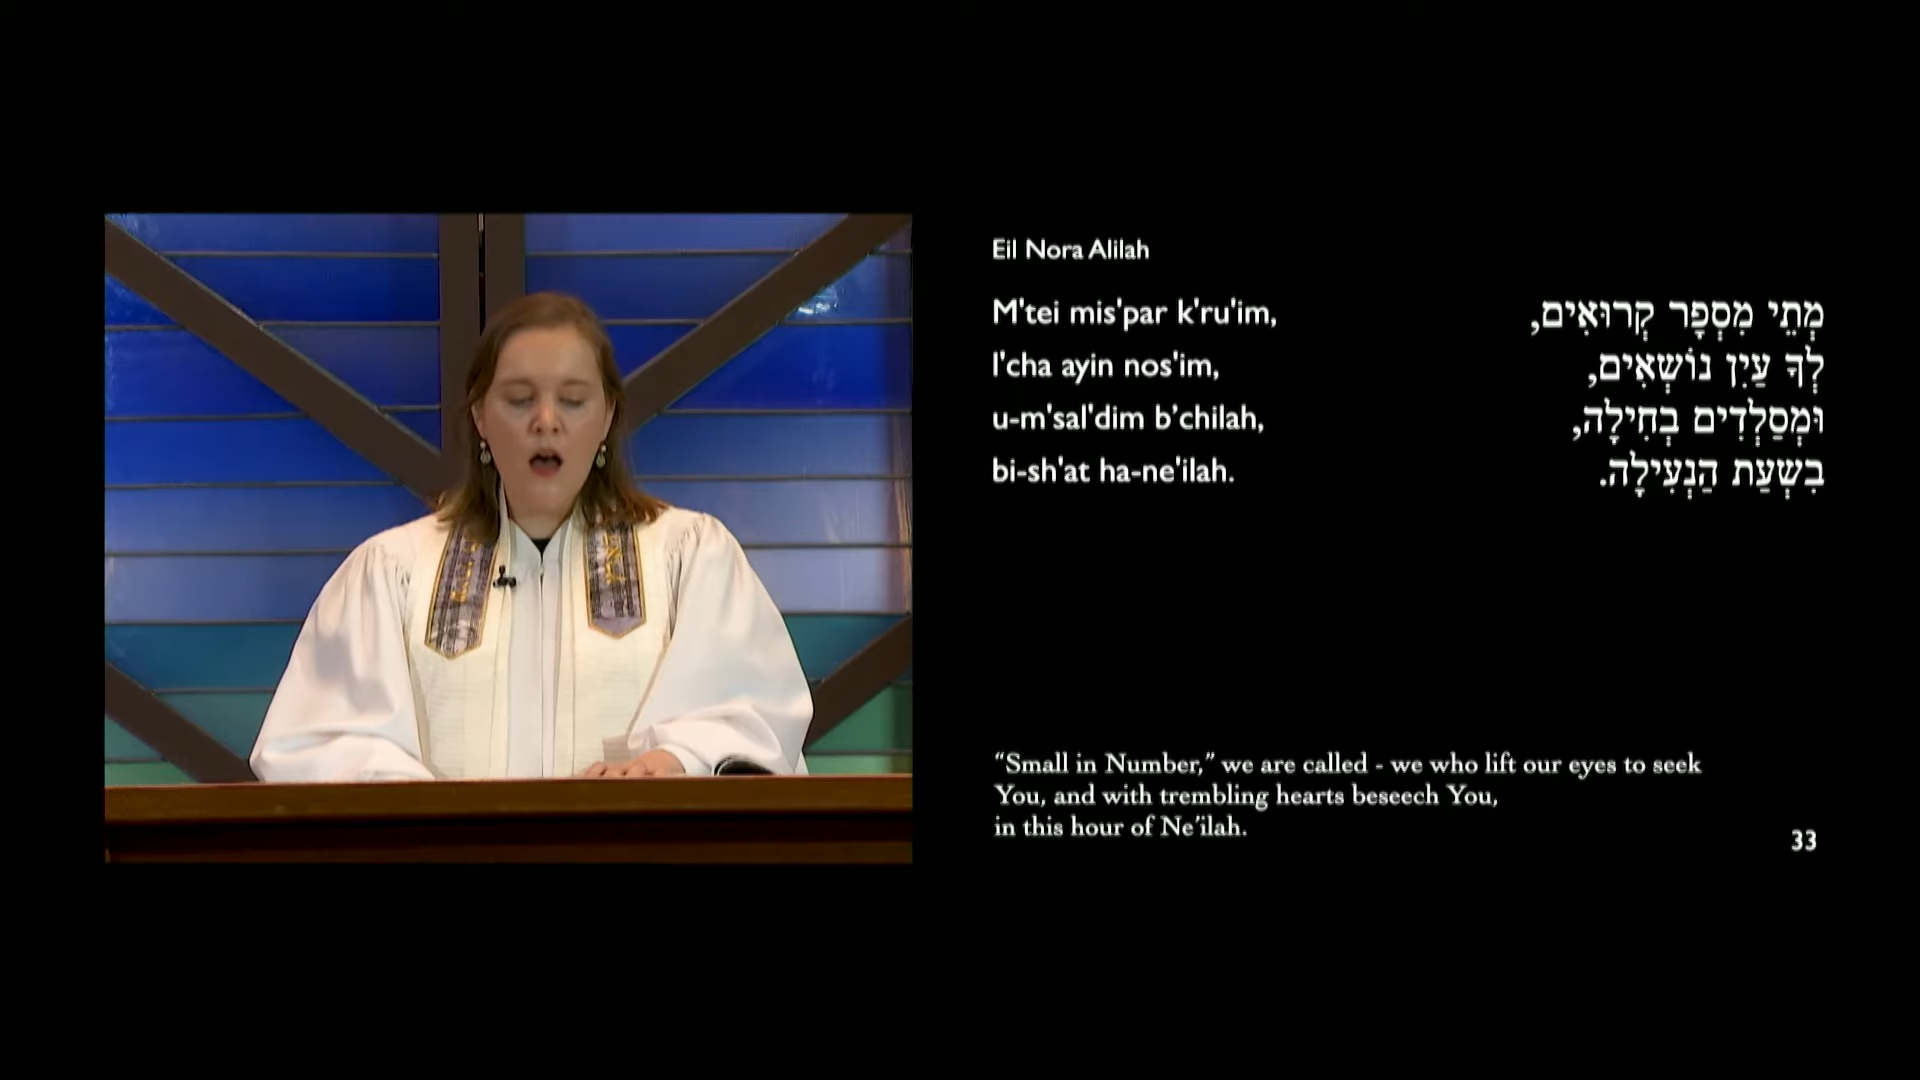 Eil Nora Alilah
M'tei mis'par k'ru'im,
l'cha ayin nos'im,
u-m'sal'dim b’chilah,
bi-sh'at ha-ne'ilah.
מְתֵי מִסְפָּר קְרוּאִים,
לְךָ עַיִן נוֹשְׂאִים,
וּמְסַלְּדִים בְּחִילָה,
בִּשְׁעַת הַנְּעִילָה.
“Small in Number,” we are called - we who lift our eyes to seek
You, and with trembling hearts beseech You,
in this hour of Ne'ilah.
33